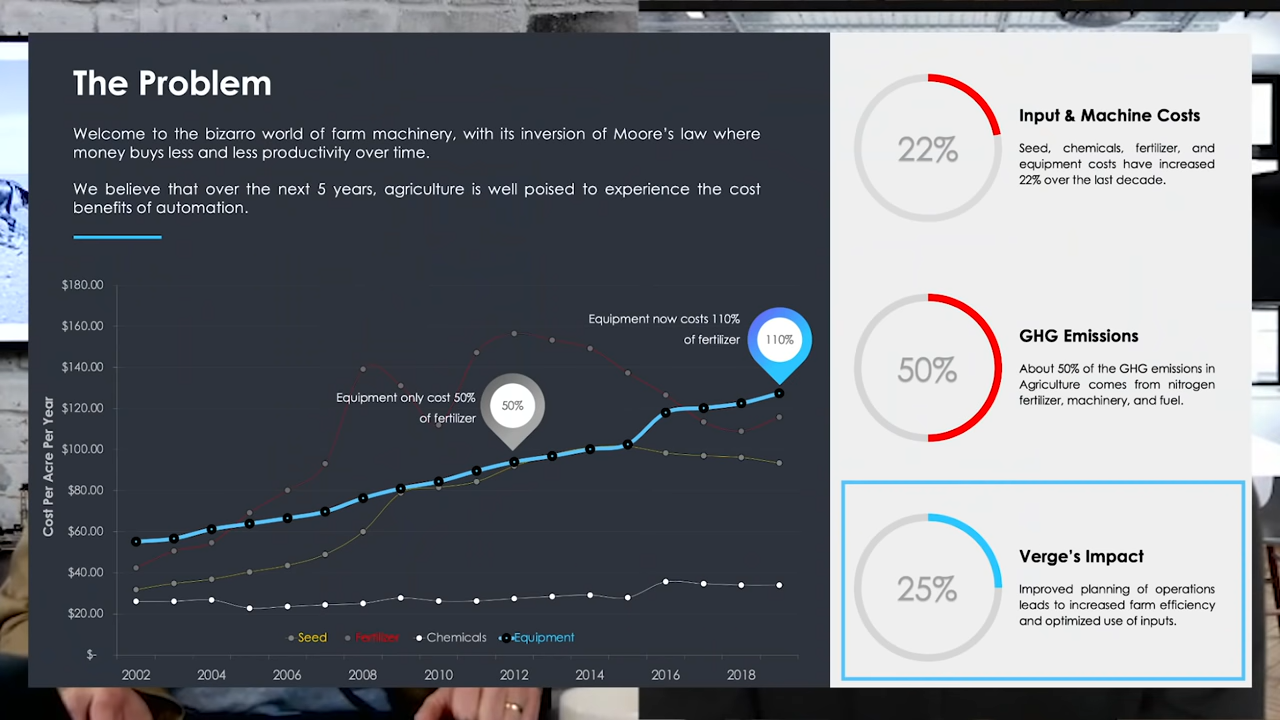 The Problem
Welcome to the bizarro world of farm machinery, with its inversion of Moore's law where
money buys less and less productivity over time.
We believe that over the next 5 years, agriculture is well poised to experience the cost
benefits of automation.
$180.00
$160.00
$140.00
$120.00
$100.00
$80.00
$60.00
$40.00
$20.00
$-
Cost Per Acre Per Year
Equipment only cost 50%
of fertilizer
50%
Equipment now costs 110%
of fertilizer
110%
Seed Fertilizer Chemicals Equipment
2002 2004 2006 2008 2010 2012 2014 2016 2018
22%
Input & Machine Costs
Seed, chemicals, fertilizer, and
equipment costs have increased
22% over the last decade.
50%
GHG Emissions
About 50% of the GHG emissions in
Agriculture comes from nitrogen
fertilizer, machinery, and fuel.
25%
Verge's Impact
Improved planning of operations
leads to increased farm efficiency
and optimized use of inputs.